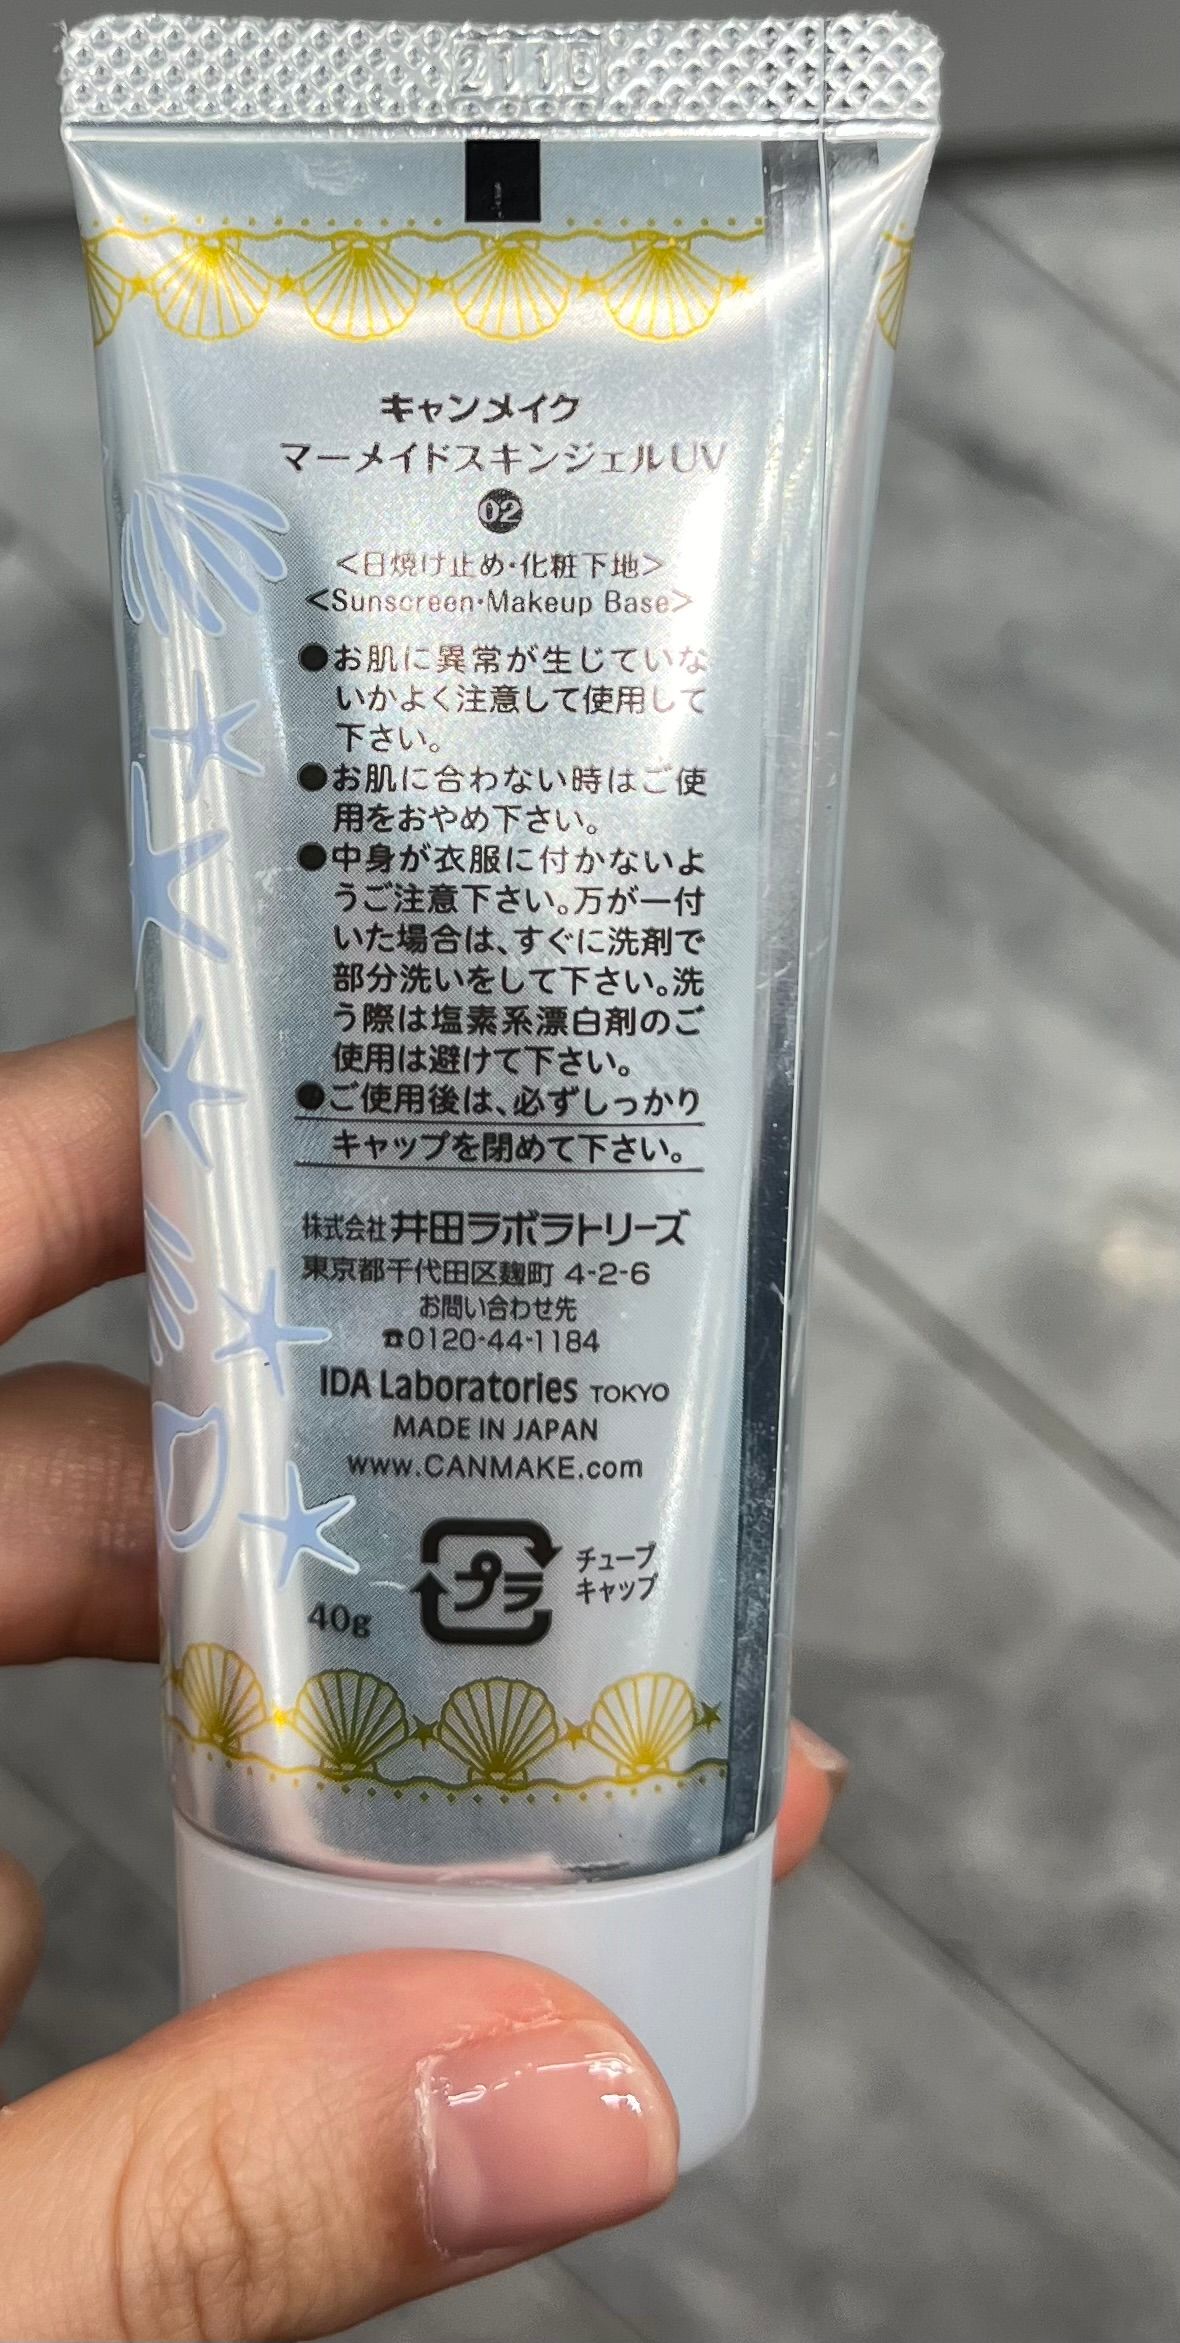 2115
キャンメイク
マーメイドスキンジェルUV
02
<日焼け止め・化粧下地>
<Sunscreen・Makeup Base>
●お肌に異常が生じていな
いかよく注意して使用して
下さい。
●お肌に合わない時はご使
用をおやめ下さい。
●中身が衣服に付かないよ
うご注意下さい。万が一付
いた場合は、すぐに洗剤で
部分洗いをして下さい。洗
う際は塩素系漂白剤のご
使用は避けて下さい。
●ご使用後は、必ずしっかり
キャップを閉めて下さい。
株式会社井田ラボラトリーズ
東京都千代田区麹町 4-2-6
お問い合わせ先
☎0120-44-1184
IDA Laboratories TOKYO
MADE IN JAPAN
www.CANMAKE.com
プラ
チューブ
キャップ
40g